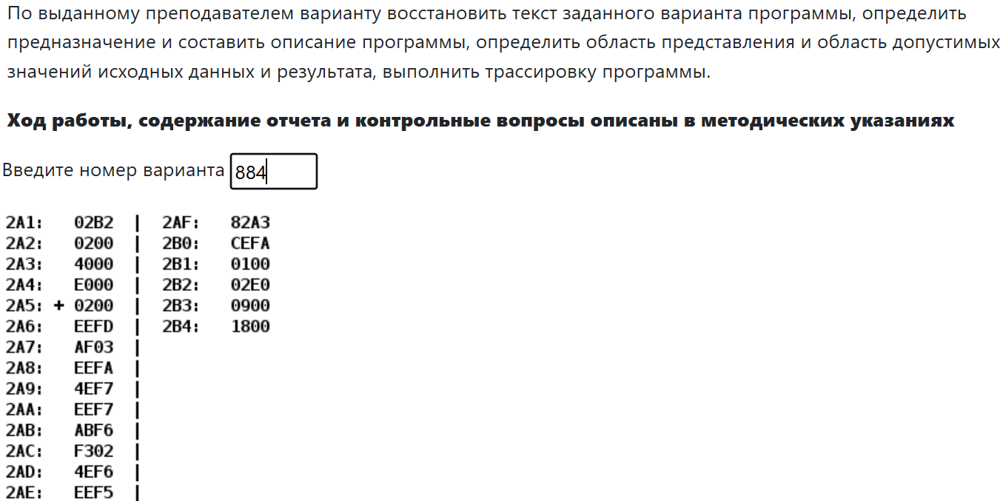 По выданному преподавателем варианту восстановить текст заданного варианта программы, определить
предназначение и составить описание программы, определить область представления и область допустимых
значений исходных данных и результата, выполнить трассировку программы.
Ход работы, содержание отчета и контрольные вопросы описаны в методических указаниях
Введите номер варианта 884
2A1: 02B2 | 2AF: 82A3
2A2: 0200 | 2B0: CEFA
2A3: 4000 | 2B1: 0100
2A4: E000 | 2B2: 02E0
2A5: + 0200 | 2B3: 0900
2A6: EEFD | 2B4: 1800
2A7: AF03 |
2A8: EEFA |
2A9: 4EF7 |
2AA: EEF7 |
2AB: ABF6 |
2AC: F302 |
2AD: 4EF6 |
2AE: EEF5 |